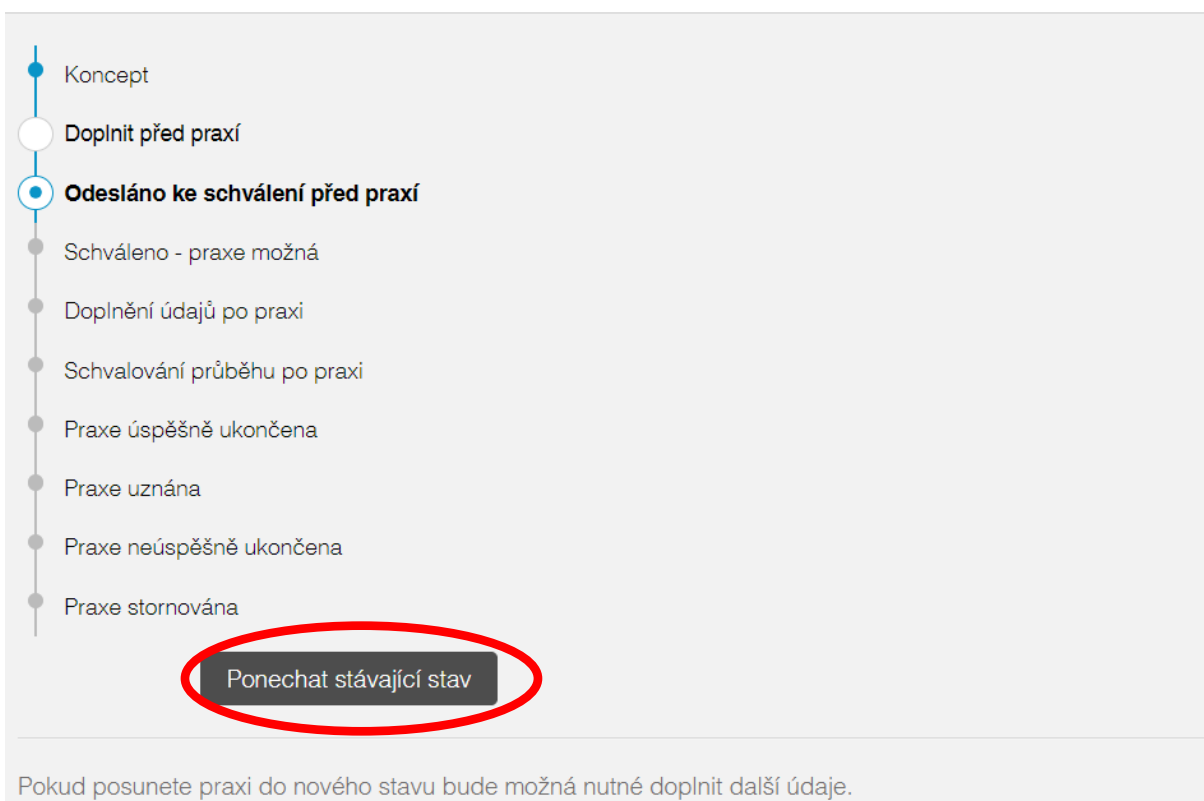 Koncept
Doplnit před praxí
Odesláno ke schválení před praxí
Schváleno - praxe možná
Doplnění údajů po praxi
Schvalování průběhu po praxi
Praxe úspěšně ukončena
Praxe uznána
Praxe neúspěšně ukončena
Praxe stornována
Ponechat stávající stav
Pokud posunete praxi do nového stavu bude možná nutné doplnit další údaje.